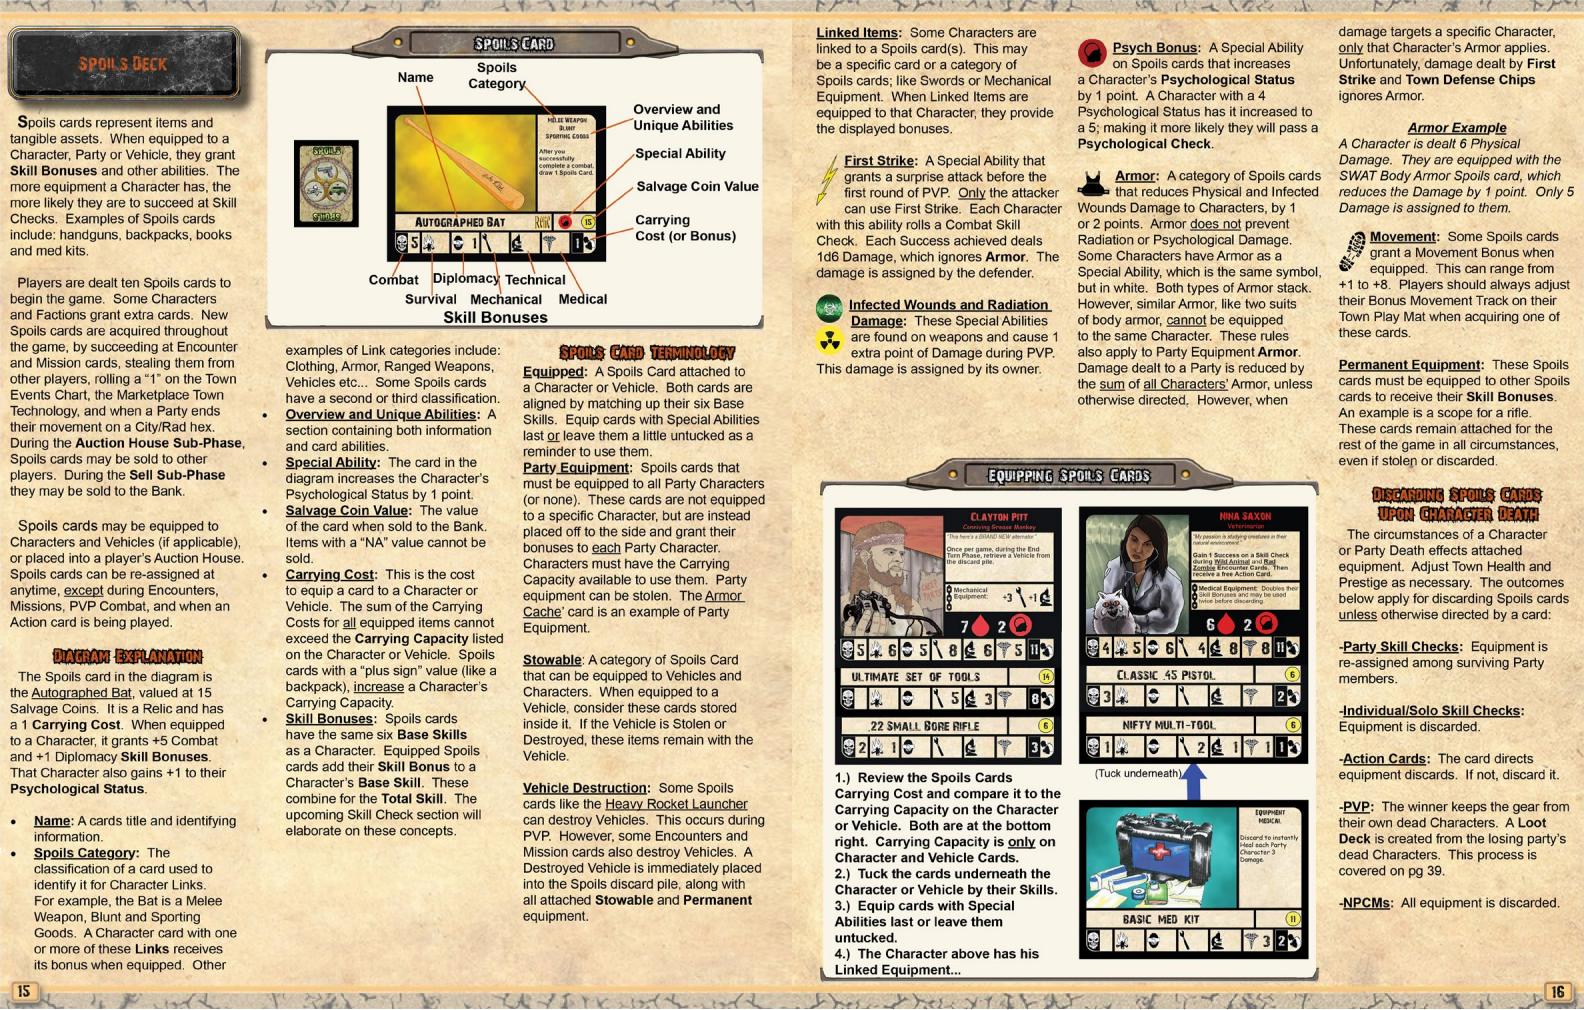 SPOILS DECK
Spoils cards represent items and
tangible assets.  When equipped to a
Character, Party or Vehicle, they grant
Skill Bonuses and other abilities.  The
more equipment a Character has, the
more likely they are to succeed at Skill
Checks.  Examples of Spoils cards
include: handguns, backpacks, books
and med kits.
Players are dealt ten Spoils cards to
begin the game.  Some Characters
and Factions grant extra cards.  New
Spoils cards are acquired throughout
the game, by succeeding at Encounter
and Mission cards, stealing them from
other players, rolling a “1” on the Town
Events Chart, the Marketplace Town
Technology, and when a Party ends
their movement on a City/Rad hex.
During the Auction House Sub-Phase,
Spoils cards may be sold to other
players.  During the Sell Sub-Phase
they may be sold to the Bank.
Spoils cards may be equipped to
Characters and Vehicles (if applicable),
or placed into a player’s Auction House.
Spoils cards can be re-assigned at
anytime, except during Encounters,
Missions, PVP Combat, and when an
Action card is being played.
DIAGRAM EXPLANATION
The Spoils card in the diagram is
the Autographed Bat, valued at 15
Salvage Coins.  It is a Relic and has
a 1 Carrying Cost.  When equipped
to a Character, it grants +5 Combat
and +1 Diplomacy Skill Bonuses.
That Character also gains +1 to their
Psychological Status.
• Name: A cards title and identifying
information.
• Spoils Category:  The
classification of a card used to
identify it for Character Links.
For example, the Bat is a Melee
Weapon, Blunt and Sporting
Goods.  A Character card with one
or more of these Links receives
its bonus when equipped.  Other
15
SPOILS CARD
Name
Spoils
Category
Overview and
Unique Abilities
Special Ability
Salvage Coin Value
Carrying
Cost (or Bonus)
SPOILS
SPOILS
MELEE WEAPON
BLUNT
SPORTING GOODS
After you
successfully
complete a combat,
draw 1 Spoils Card.
AUTOGRAPHED BAT
RELIC
15
5 1 1
Combat
Diplomacy
Technical
Survival
Mechanical
Medical
Skill Bonuses
examples of Link categories include:
Clothing, Armor, Ranged Weapons,
Vehicles etc...  Some Spoils cards
have a second or third classification.
• Overview and Unique Abilities:  A
section containing both information
and card abilities.
• Special Ability:  The card in the
diagram increases the Character’s
Psychological Status by 1 point.
• Salvage Coin Value:  The value
of the card when sold to the Bank.
Items with a “NA” value cannot be
sold.
• Carrying Cost:  This is the cost
to equip a card to a Character or
Vehicle.  The sum of the Carrying
Costs for all equipped items cannot
exceed the Carrying Capacity listed
on the Character or Vehicle.  Spoils
cards with a “plus sign” value (like a
backpack), increase a Character’s
Carrying Capacity.
• Skill Bonuses:  Spoils cards
have the same six Base Skills
as a Character.  Equipped Spoils
cards add their Skill Bonus to a
Character’s Base Skill.  These
combine for the Total Skill.  The
upcoming Skill Check section will
elaborate on these concepts.
SPOILS CARD TERMINOLOGY
Equipped:  A Spoils Card attached to
a Character or Vehicle.  Both cards are
aligned by matching up their six Base
Skills.  Equip cards with Special Abilities
last or leave them a little untucked as a
reminder to use them.
Party Equipment:  Spoils cards that
must be equipped to all Party Characters
(or none).  These cards are not equipped
to a specific Character, but are instead
placed off to the side and grant their
bonuses to each Party Character.
Characters must have the Carrying
Capacity available to use them.  Party
equipment can be stolen.  The Armor
Cache’ card is an example of Party
Equipment.
Stowable: A category of Spoils Card
that can be equipped to Vehicles and
Characters.  When equipped to a
Vehicle, consider these cards stored
inside it.  If the Vehicle is Stolen or
Destroyed, these items remain with the
Vehicle.
Vehicle Destruction:  Some Spoils
cards like the Heavy Rocket Launcher
can destroy Vehicles.  This occurs during
PVP.  However, some Encounters and
Mission cards also destroy Vehicles.  A
Destroyed Vehicle is immediately placed
into the Spoils discard pile, along with
all attached Stowable and Permanent
equipment.
Linked Items:  Some Characters are
linked to a Spoils card(s).  This may
be a specific card or a category of
Spoils cards; like Swords or Mechanical
Equipment.  When Linked Items are
equipped to that Character, they provide
the displayed bonuses.
First Strike:  A Special Ability that
grants a surprise attack before the
first round of PVP.  Only the attacker
can use First Strike.  Each Character
with this ability rolls a Combat Skill
Check.  Each Success achieved deals
1d6 Damage, which ignores Armor.  The
damage is assigned by the defender.
Infected Wounds and Radiation
Damage:  These Special Abilities
are found on weapons and cause 1
extra point of Damage during PVP.
This damage is assigned by its owner.
Psych Bonus:  A Special Ability
on Spoils cards that increases
a Character’s Psychological Status
by 1 point.  A Character with a 4
Psychological Status has it increased to
a 5; making it more likely they will pass a
Psychological Check.
Armor:  A category of Spoils cards
that reduces Physical and Infected
Wounds Damage to Characters, by 1
or 2 points.  Armor does not prevent
Radiation or Psychological Damage.
Some Characters have Armor as a
Special Ability, which is the same symbol,
but in white.  Both types of Armor stack.
However, similar Armor, like two suits
of body armor, cannot be equipped
to the same Character.  These rules
also apply to Party Equipment Armor.
Damage dealt to a Party is reduced by
the sum of all Characters’ Armor, unless
otherwise directed.  However, when
damage targets a specific Character,
only that Character’s Armor applies.
Unfortunately, damage dealt by First
Strike and Town Defense Chips
ignores Armor.
Armor Example
A Character is dealt 6 Physical
Damage.  They are equipped with the
SWAT Body Armor Spoils card, which
reduces the Damage by 1 point.  Only 5
Damage is assigned to them.
Movement:  Some Spoils cards
grant a Movement Bonus when
equipped.  This can range from
+1 to +8.  Players should always adjust
their Bonus Movement Track on their
Town Play Mat when acquiring one of
these cards.
Permanent Equipment:  These Spoils
cards must be equipped to other Spoils
cards to receive their Skill Bonuses.
An example is a scope for a rifle.
These cards remain attached for the
rest of the game in all circumstances,
even if stolen or discarded.
DISCARDING SPOILS CARDS
UPON CHARACTER DEATH
The circumstances of a Character
or Party Death effects attached
equipment.  Adjust Town Health and
Prestige as necessary.  The outcomes
below apply for discarding Spoils cards
unless otherwise directed by a card:
-Party Skill Checks:  Equipment is
re-assigned among surviving Party
members.
-Individual/Solo Skill Checks:
Equipment is discarded.
-Action Cards:  The card directs
equipment discards.  If not, discard it.
-PVP:  The winner keeps the gear from
their own dead Characters.  A Loot
Deck is created from the losing party’s
dead Characters.  This process is
covered on pg 39.
-NPCMs:  All equipment is discarded.
EQUIPPING SPOILS CARDS
CLAYTON PITT
Conniving Grease Monkey
"This here's a BRAND NEW alternator."
Once per game, during the End
Turn Phase, retrieve a Vehicle from
the discard pile.
Mechanical
Equipment: +3 +1
7 2
5 6 5 8 6 5 11
ULTIMATE SET OF TOOLS 14
5 3 8
.22 SMALL BORE RIFLE 6
2 1 3
NINA SAXON
Veterinarian
"My passion is studying creatures in their
natural environment."
Gain 1 Success on a Skill Check
during Wild Animal and Rad
Zombie Encounter Cards. Then
receive a free Action Card.
Medical Equipment: Doubles their
Skill Bonuses and may be used
twice before discarding.
6 2
4 5 6 4 8 8 11
CLASSIC .45 PISTOL 6
3 2
NIFTY MULTI-TOOL 6
1 2 1 1 1
(Tuck underneath)
EQUIPMENT
MEDICAL
Discard to instantly
Heal each Party
Character 3
Damage.
BASIC MED KIT 11
3 2
1.)  Review the Spoils Cards
Carrying Cost and compare it to the
Carrying Capacity on the Character
or Vehicle.  Both are at the bottom
right.  Carrying Capacity is only on
Character and Vehicle Cards.
2.)  Tuck the cards underneath the
Character or Vehicle by their Skills.
3.)  Equip cards with Special
Abilities last or leave them
untucked.
4.)  The Character above has his
Linked Equipment...
16